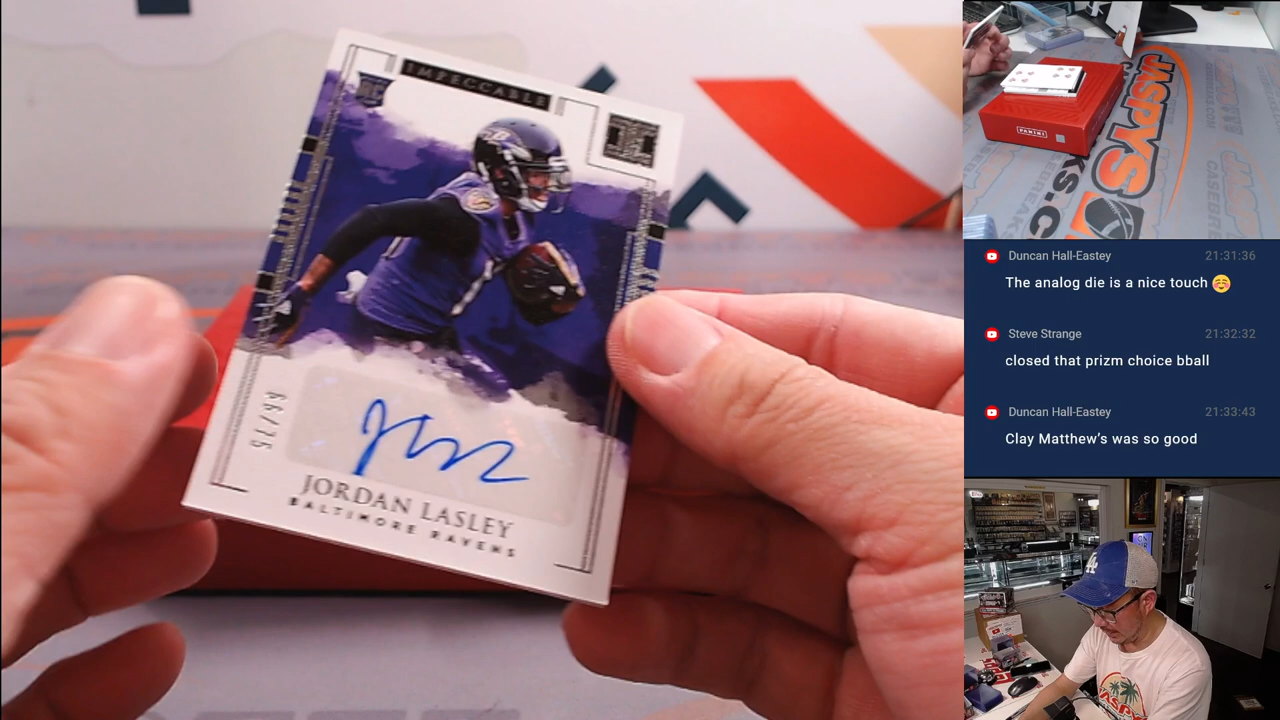 IMPECCABLE
RC
66/75
JORDAN LASLEY
BALTIMORE RAVENS
PANINI
JASPYS
Duncan Hall-Eastey 21:31:36
The analog die is a nice touch ☺️
Steve Strange 21:32:32
closed that prizm choice bball
Duncan Hall-Eastey 21:33:43
Clay Matthew’s was so good
LA
JASPY